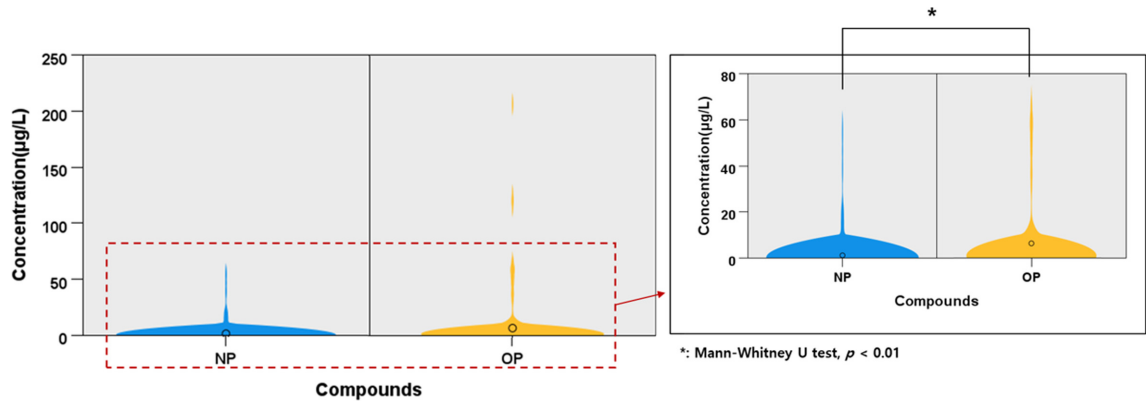 250
200
150
100
50
0
Concentration(µg/L)
NP
OP
Compounds
*
80
60
40
20
0
Concentration(µg/L)
NP
OP
Compounds
*: Mann-Whitney U test, p < 0.01